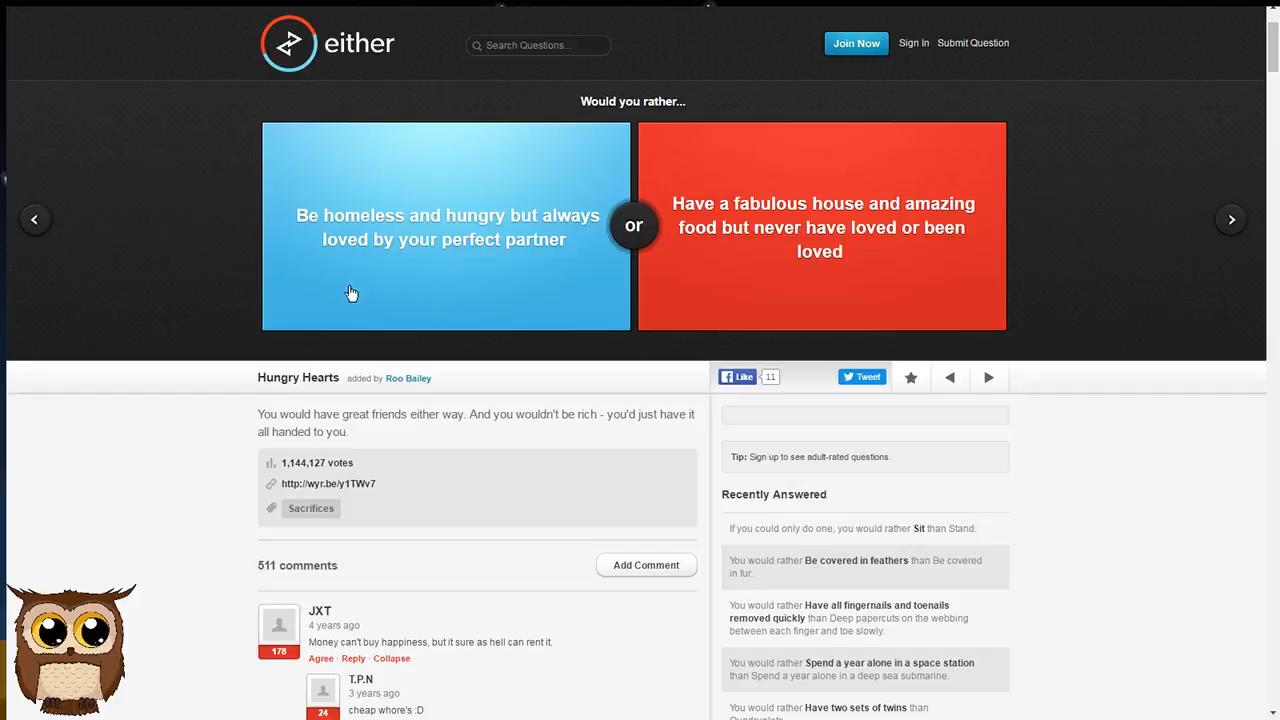 either
Search Questions...
Join Now
Sign In
Submit Question
Would you rather...
Be homeless and hungry but always
loved by your perfect partner
or
Have a fabulous house and amazing
food but never have loved or been
loved
Hungry Hearts added by Roo Bailey
Like 11
Tweet
You would have great friends either way. And you wouldn't be rich - you'd just have it
all handed to you.
1,144,127 votes
http://wyr.be/y1TWv7
Sacrifices
511 comments
Add Comment
JXT
4 years ago
Money can't buy happiness, but it sure as hell can rent it.
178
Agree · Reply · Collapse
T.P.N
3 years ago
24
cheap whore's :D
Tip: Sign up to see adult-rated questions.
Recently Answered
If you could only do one, you would rather Sit than Stand.
You would rather Be covered in feathers than Be covered
in fur.
You would rather Have all fingernails and toenails
removed quickly than Deep papercuts on the webbing
between each finger and toe slowly.
You would rather Spend a year alone in a space station
than Spend a year alone in a deep sea submarine.
You would rather Have two sets of twins than